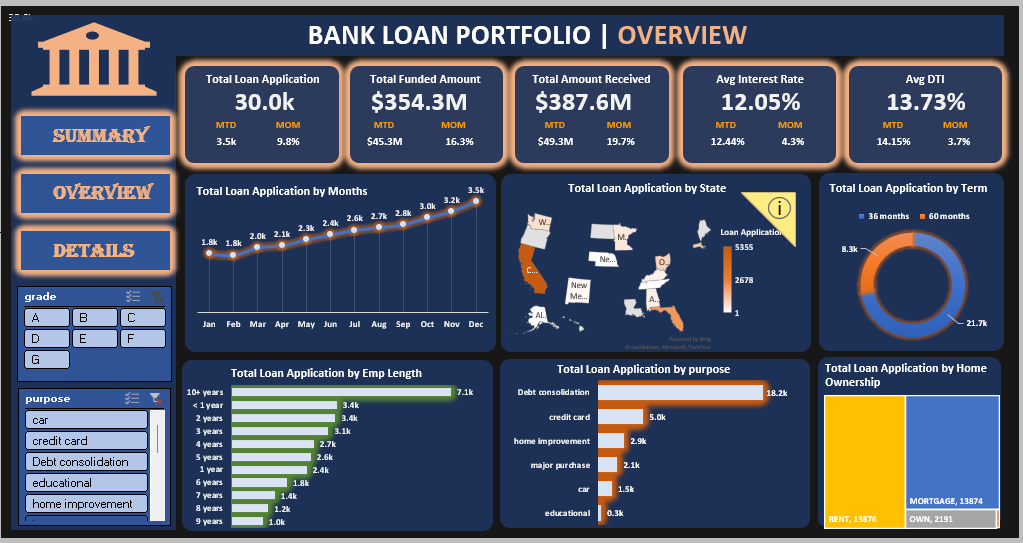 BANK LOAN PORTFOLIO | OVERVIEW
SUMMARY
OVERVIEW
DETAILS
grade
A B C
D E F
G
purpose
car
credit card
Debt consolidation
educational
home improvement
Total Loan Application
30.0k
MTD MOM
3.5k 9.8%
Total Funded Amount
$354.3M
MTD MOM
$45.3M 16.3%
Total Amount Received
$387.6M
MTD MOM
$49.3M 19.7%
Avg Interest Rate
12.05%
MTD MOM
12.44% 4.3%
Avg DTI
13.73%
MTD MOM
14.15% 3.7%
Total Loan Application by Months
1.8k 1.8k 2.0k 2.1k 2.3k 2.4k 2.6k 2.7k 2.8k 3.0k 3.2k 3.5k
Jan Feb Mar Apr May Jun Jul Aug Sep Oct Nov Dec
Total Loan Application by State
i
Loan Application
5355
2678
1
W...
M...
Ne...
C...
New
Me...
O...
A...
Al...
Powered by Bing
© GeoNames, Microsoft, TomTom
Total Loan Application by Term
36 months 60 months
8.3k
21.7k
Total Loan Application by Emp Length
10+ years 7.1k
< 1 year 3.4k
2 years 3.4k
3 years 3.1k
4 years 2.7k
5 years 2.6k
1 year 2.4k
6 years 1.8k
7 years 1.4k
8 years 1.2k
9 years 1.0k
Total Loan Application by purpose
Debt consolidation 18.2k
credit card 5.0k
home improvement 2.9k
major purchase 2.1k
car 1.5k
educational 0.3k
Total Loan Application by Home
Ownership
RENT, 13876
MORTGAGE, 13874
OWN, 2191